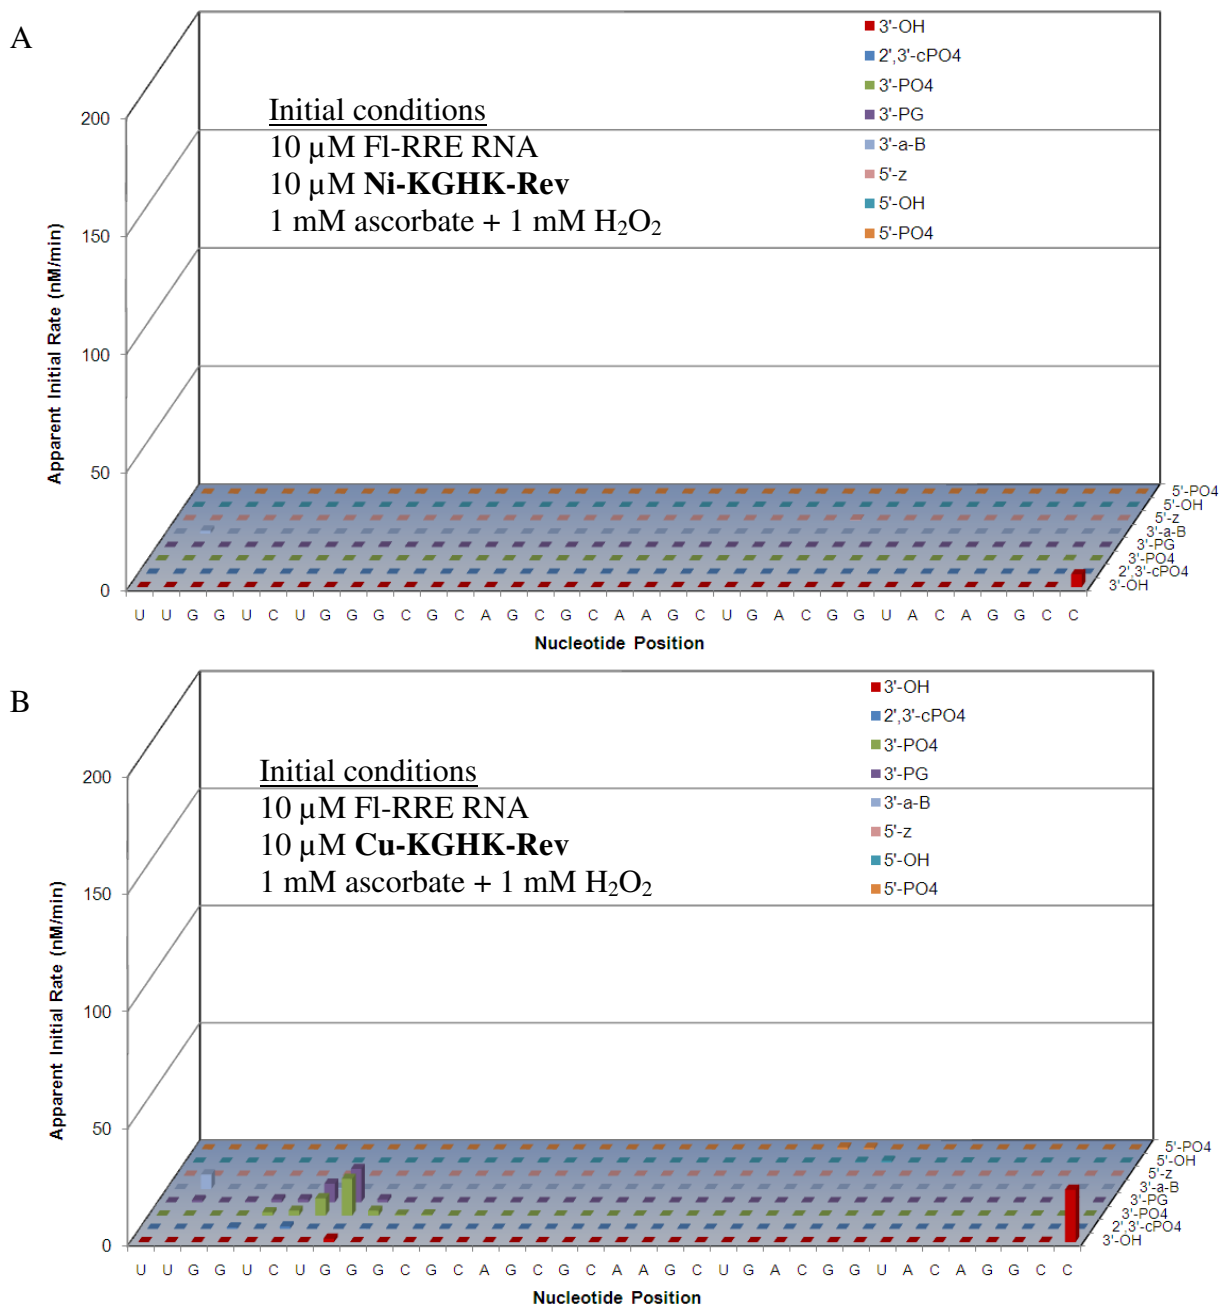 A
3'-OH
2',3'-cPO4
3'-PO4
3'-PG
3'-a-B
5'-z
5'-OH
5'-PO4
Initial conditions
10 µM Fl-RRE RNA
10 µM Ni-KGHK-Rev
1 mM ascorbate + 1 mM H₂O₂
Apparent Initial Rate (nM/min)
200
150
100
50
0
5'-PO4
5'-OH
5'-z
3'-a-B
3'-PG
3'-PO4
2',3'-cPO4
3'-OH
U U G G U C U G G G C G C A G C G C A A G C U G A C G G U A C A G G C C
Nucleotide Position
B
3'-OH
2',3'-cPO4
3'-PO4
3'-PG
3'-a-B
5'-z
5'-OH
5'-PO4
Initial conditions
10 µM Fl-RRE RNA
10 µM Cu-KGHK-Rev
1 mM ascorbate + 1 mM H₂O₂
Apparent Initial Rate (nM/min)
200
150
100
50
0
5'-PO4
5'-OH
5'-z
3'-a-B
3'-PG
3'-PO4
2',3'-cPO4
3'-OH
U U G G U C U G G G C G C A G C G C A A G C U G A C G G U A C A G G C C
Nucleotide Position